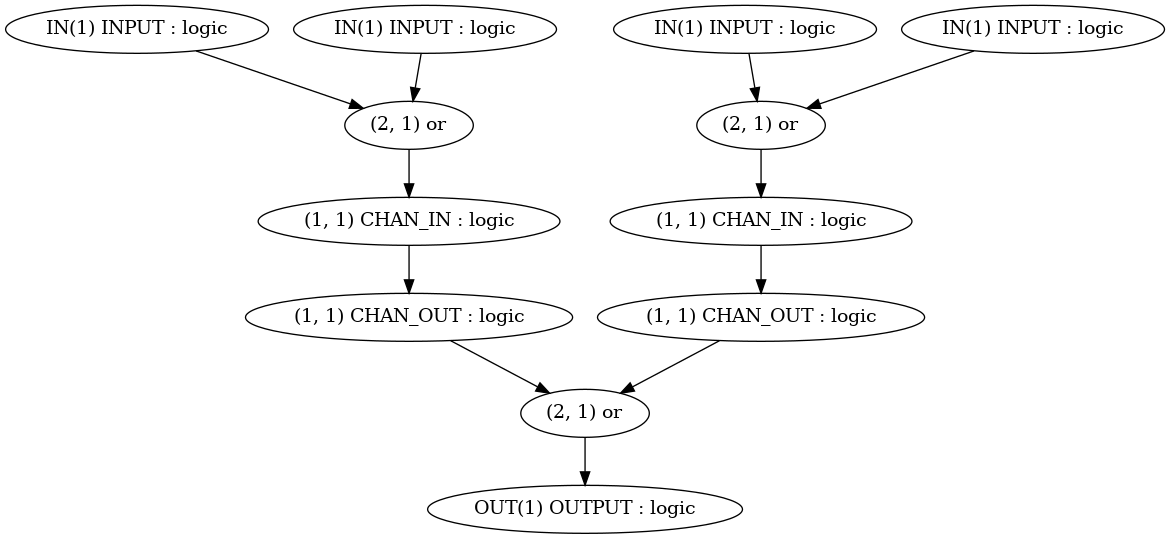 IN(1) INPUT : logic
IN(1) INPUT : logic
IN(1) INPUT : logic
IN(1) INPUT : logic
(2, 1) or
(2, 1) or
(1, 1) CHAN_IN : logic
(1, 1) CHAN_IN : logic
(1, 1) CHAN_OUT : logic
(1, 1) CHAN_OUT : logic
(2, 1) or
OUT(1) OUTPUT : logic